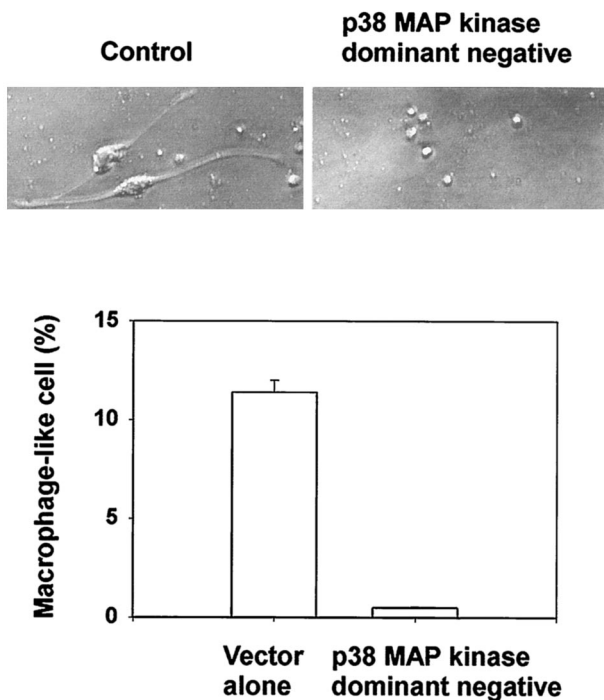 Control
p38 MAP kinase
dominant negative
Macrophage-like cell (%)
15
10
5
0
Vector
alone
p38 MAP kinase
dominant negative